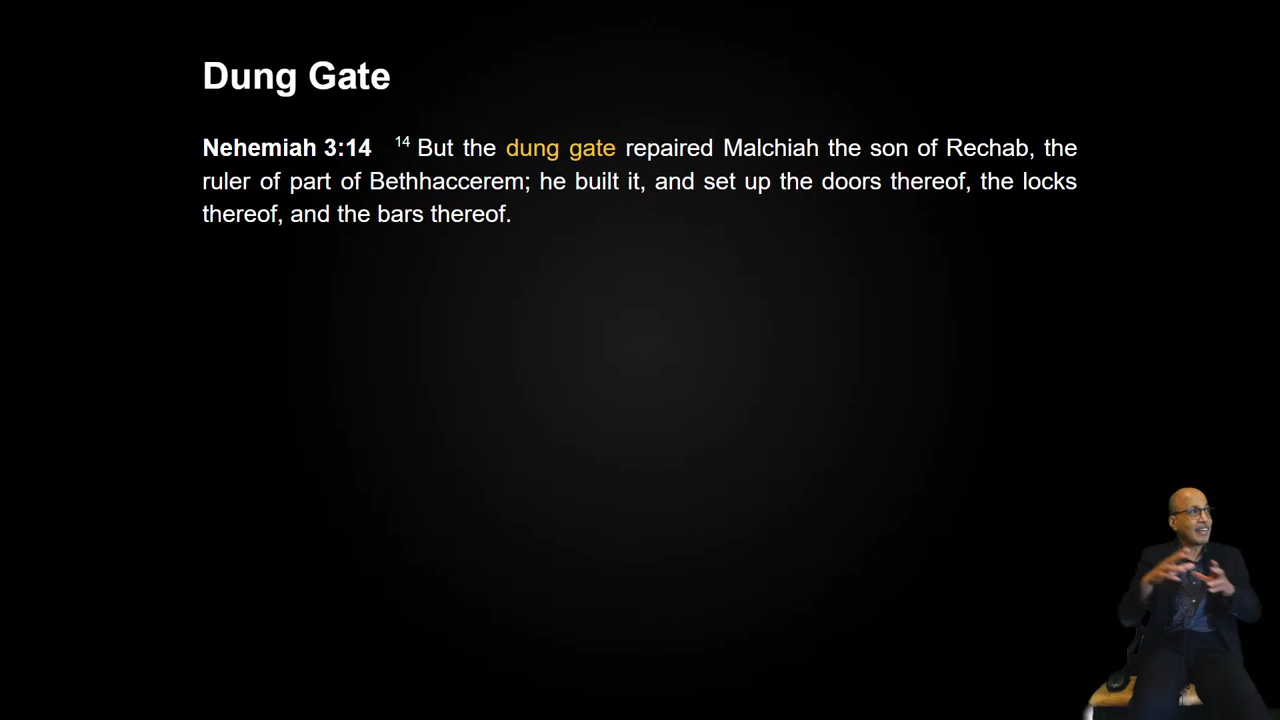 Dung Gate
Nehemiah 3:14 14 But the dung gate repaired Malchiah the son of Rechab, the
ruler of part of Bethhaccerem; he built it, and set up the doors thereof, the locks
thereof, and the bars thereof.